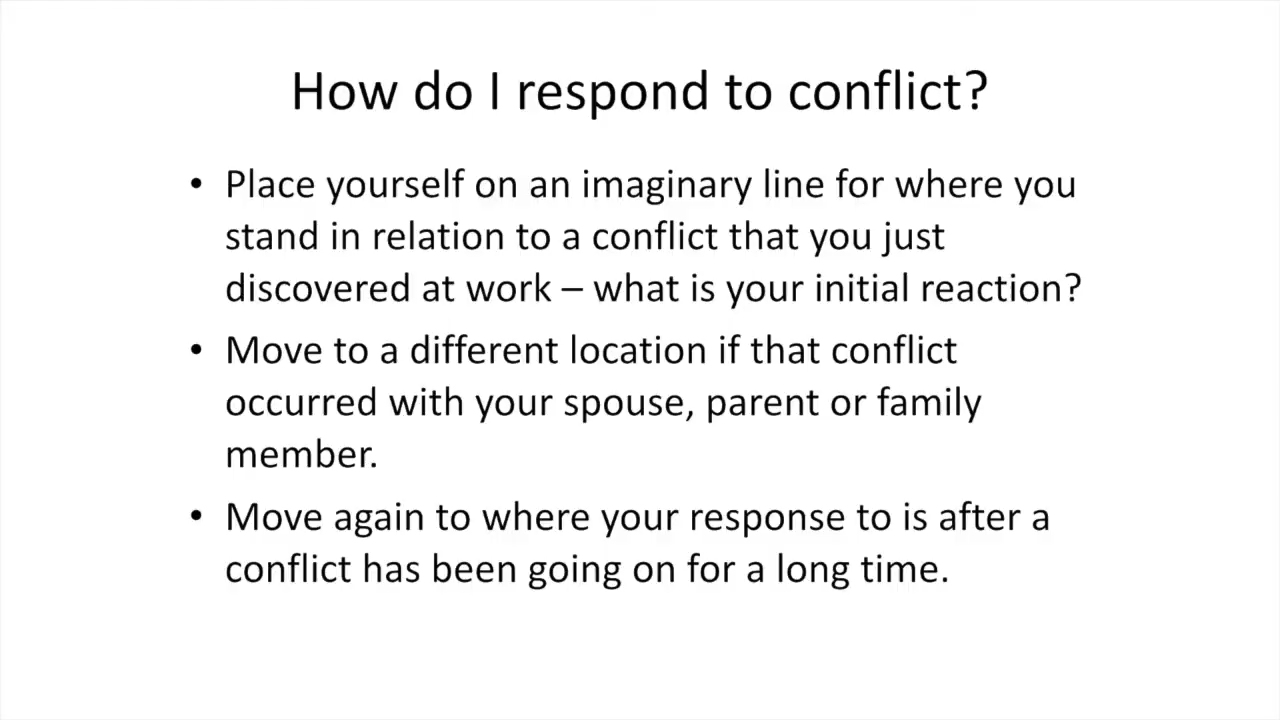 How do I respond to conflict?
• Place yourself on an imaginary line for where you
stand in relation to a conflict that you just
discovered at work – what is your initial reaction?
• Move to a different location if that conflict
occurred with your spouse, parent or family
member.
• Move again to where your response to is after a
conflict has been going on for a long time.